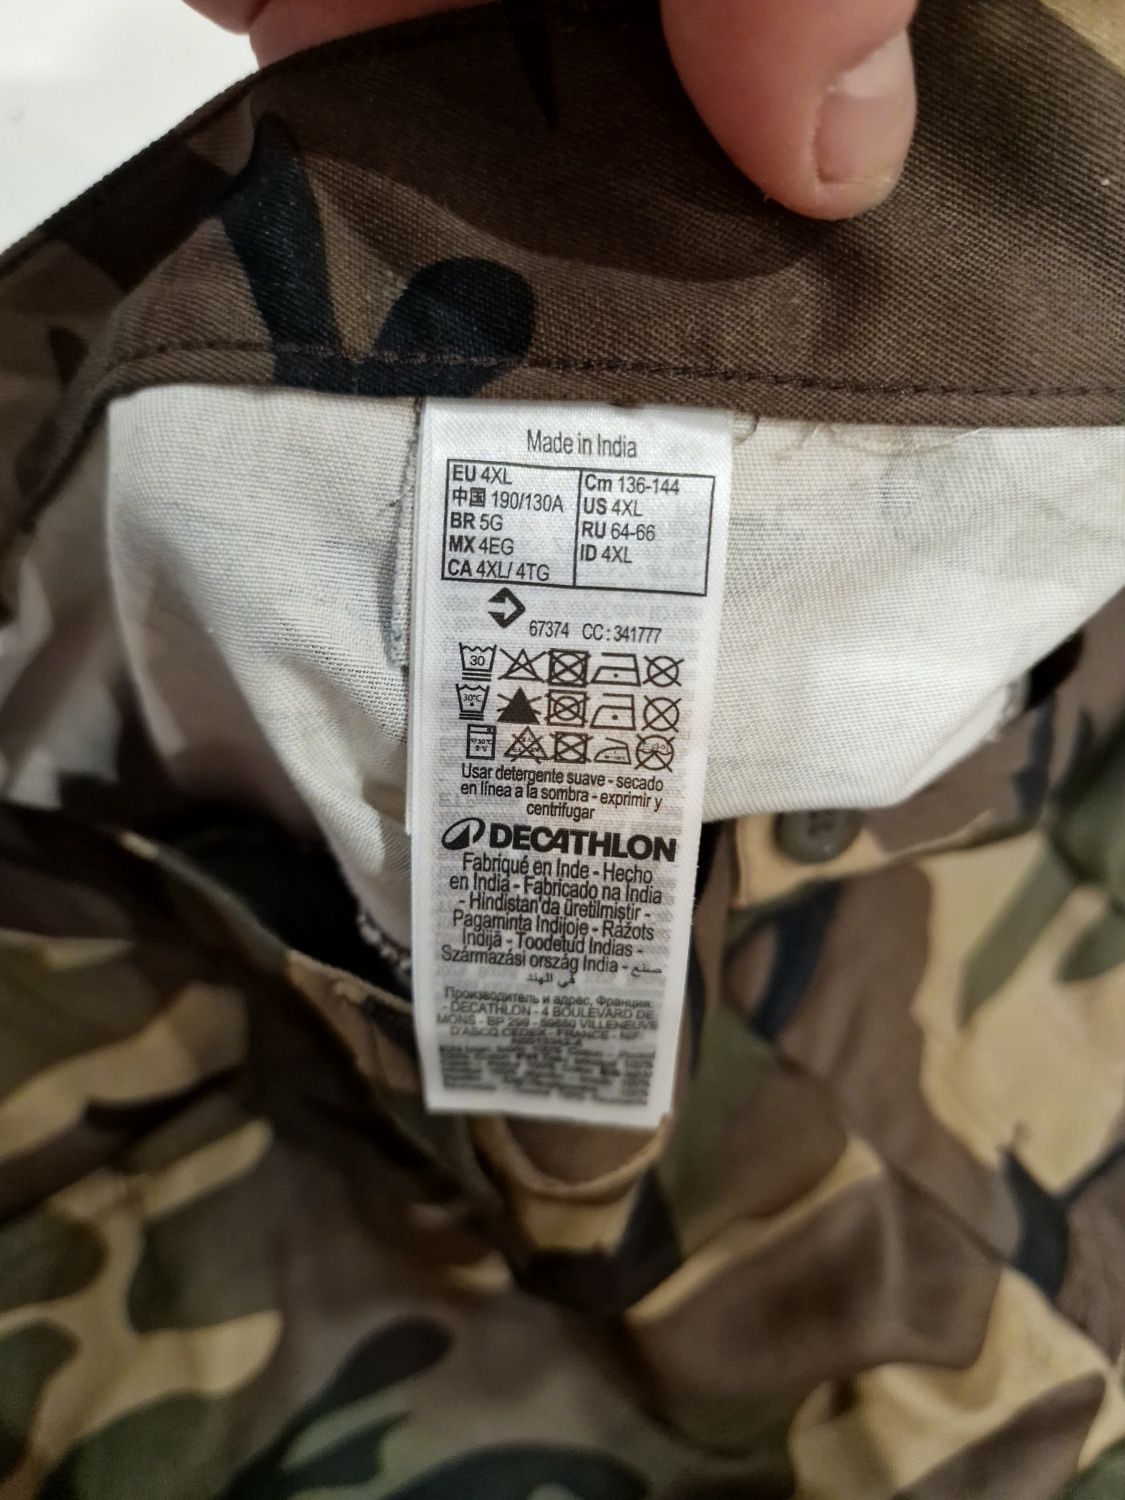 Made in India
EU 4XL
中国 190/130A
BR 5G
MX 4EG
CA 4XL/ 4TG
Cm 136-144
US 4XL
RU 64-66
ID 4XL
67374 CC: 341777
30
30°C
Usar detergente suave - secado
en línea a la sombra - exprimir y
centrifugar
DECATHLON
Fabriqué en Inde - Hecho
en India - Fabricado na India
- Hindistan'da üretilmistir -
Pagaminta Indijoje - Ražots
Indijā - Toodetud Indias -
Származási ország India - صنع
في الهند
Производитель и адрес, Франция:
- DECATHLON - 4 BOULEVARD DE
MONS - BP 299 - 59650 VILLENEUVE
D'ASCQ CEDEX - FRANCE - NIF: